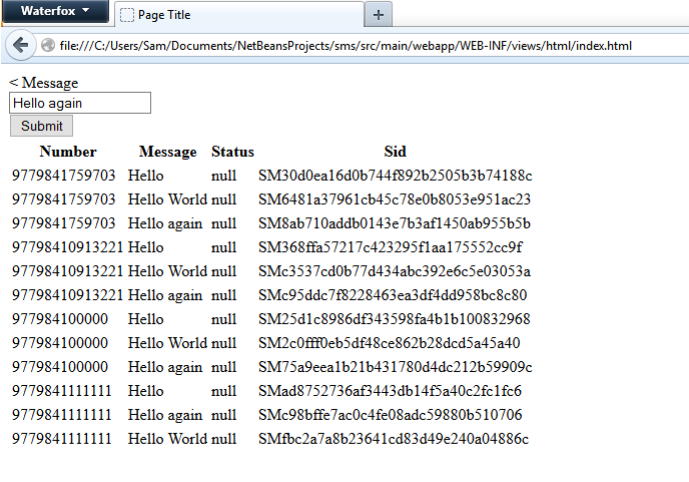 Waterfox
Page Title
file:///C:/Users/Sam/Documents/NetBeansProjects/sms/src/main/webapp/WEB-INF/views/html/index.html
< Message
Hello again
Submit
Number Message Status Sid
9779841759703 Hello null SM30d0ea16d0b744f892b2505b3b74188c
9779841759703 Hello World null SM6481a37961cb45c78e0b8053e951ac23
9779841759703 Hello again null SM8ab710addb0143e7b3af1450ab955b5b
97798410913221 Hello null SM368ffa57217c423295f1aa175552cc9f
97798410913221 Hello World null SMc3537cd0b77d434abc392e6c5e03053a
97798410913221 Hello again null SMc95ddc7f8228463ea3df4dd958bc8c80
977984100000 Hello null SM25d1c8986df343598fa4b1b100832968
977984100000 Hello World null SM2c0fff0eb5df48ce862b28dcd5a45a40
977984100000 Hello again null SM75a9eea1b21b431780d4dc212b59909c
9779841111111 Hello null SMad8752736af3443db14f5a40c2fc1fc6
9779841111111 Hello again null SMc98bffe7ac0c4fe08adc59880b510706
9779841111111 Hello World null SMfbc2a7a8b23641cd83d49e240a04886c